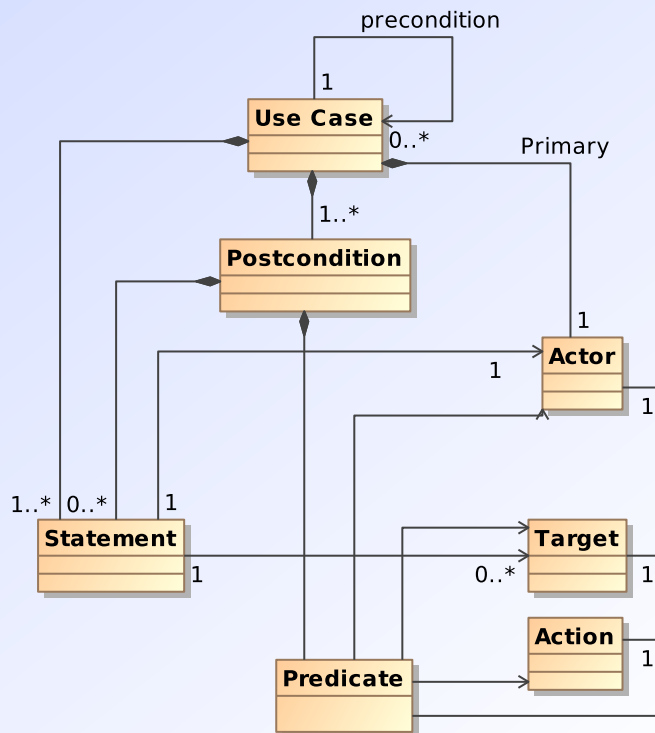 precondition
1
Use Case
0..*
Primary
1..*
Postcondition
1
Actor
1
1
1..*
0..*
1
Statement
Target
1
0..*
1
Action
1
Predicate